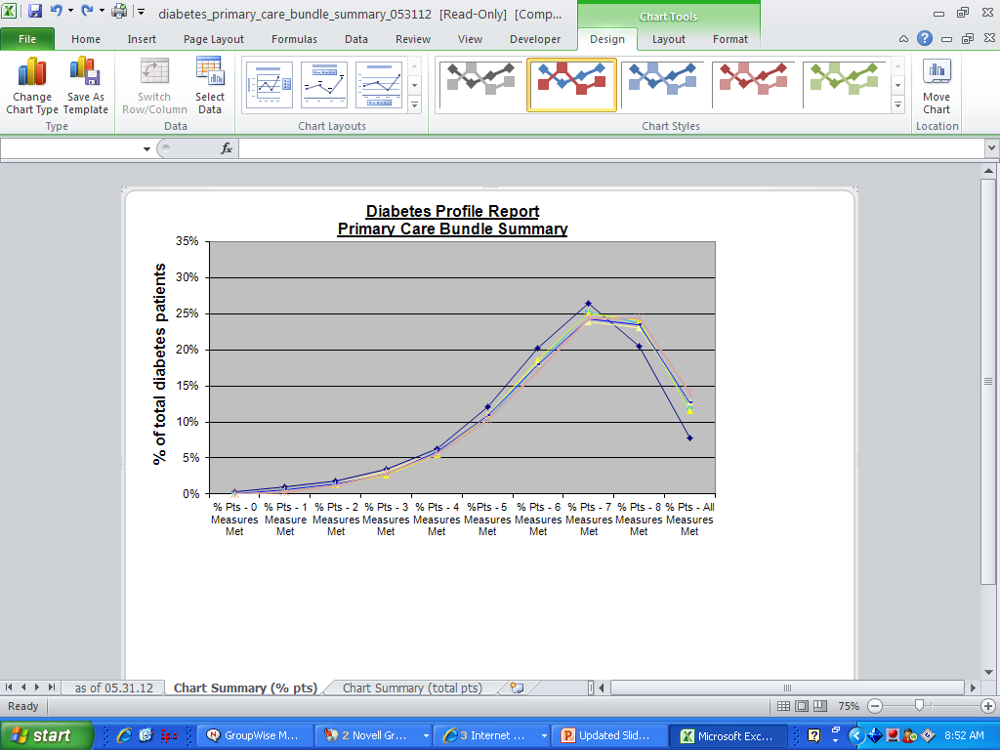 diabetes_primary_care_bundle_summary_053112 [Read-Only] [Comp...
Chart Tools
File Home Insert Page Layout Formulas Data Review View Developer Design Layout Format
Change Chart Type
Save As Template
Switch Row/Column
Select Data
Move Chart
Type Data Chart Layouts Chart Styles Location
fx
Diabetes Profile Report
Primary Care Bundle Summary
% of total diabetes patients
35%
30%
25%
20%
15%
10%
5%
0%
% Pts - 0 Measures Met
% Pts - 1 Measure Met
% Pts - 2 Measures Met
% Pts - 3 Measures Met
% Pts - 4 Measures Met
%Pts - 5 Measures Met
% Pts - 6 Measures Met
% Pts - 7 Measures Met
% Pts - 8 Measures Met
% Pts - All Measures Met
as of 05.31.12 Chart Summary (% pts) Chart Summary (total pts)
Ready 75%
start GroupWise M... 2 Novell Gr... 3 Internet ... Updated Slid... Microsoft Exc... 8:52 AM